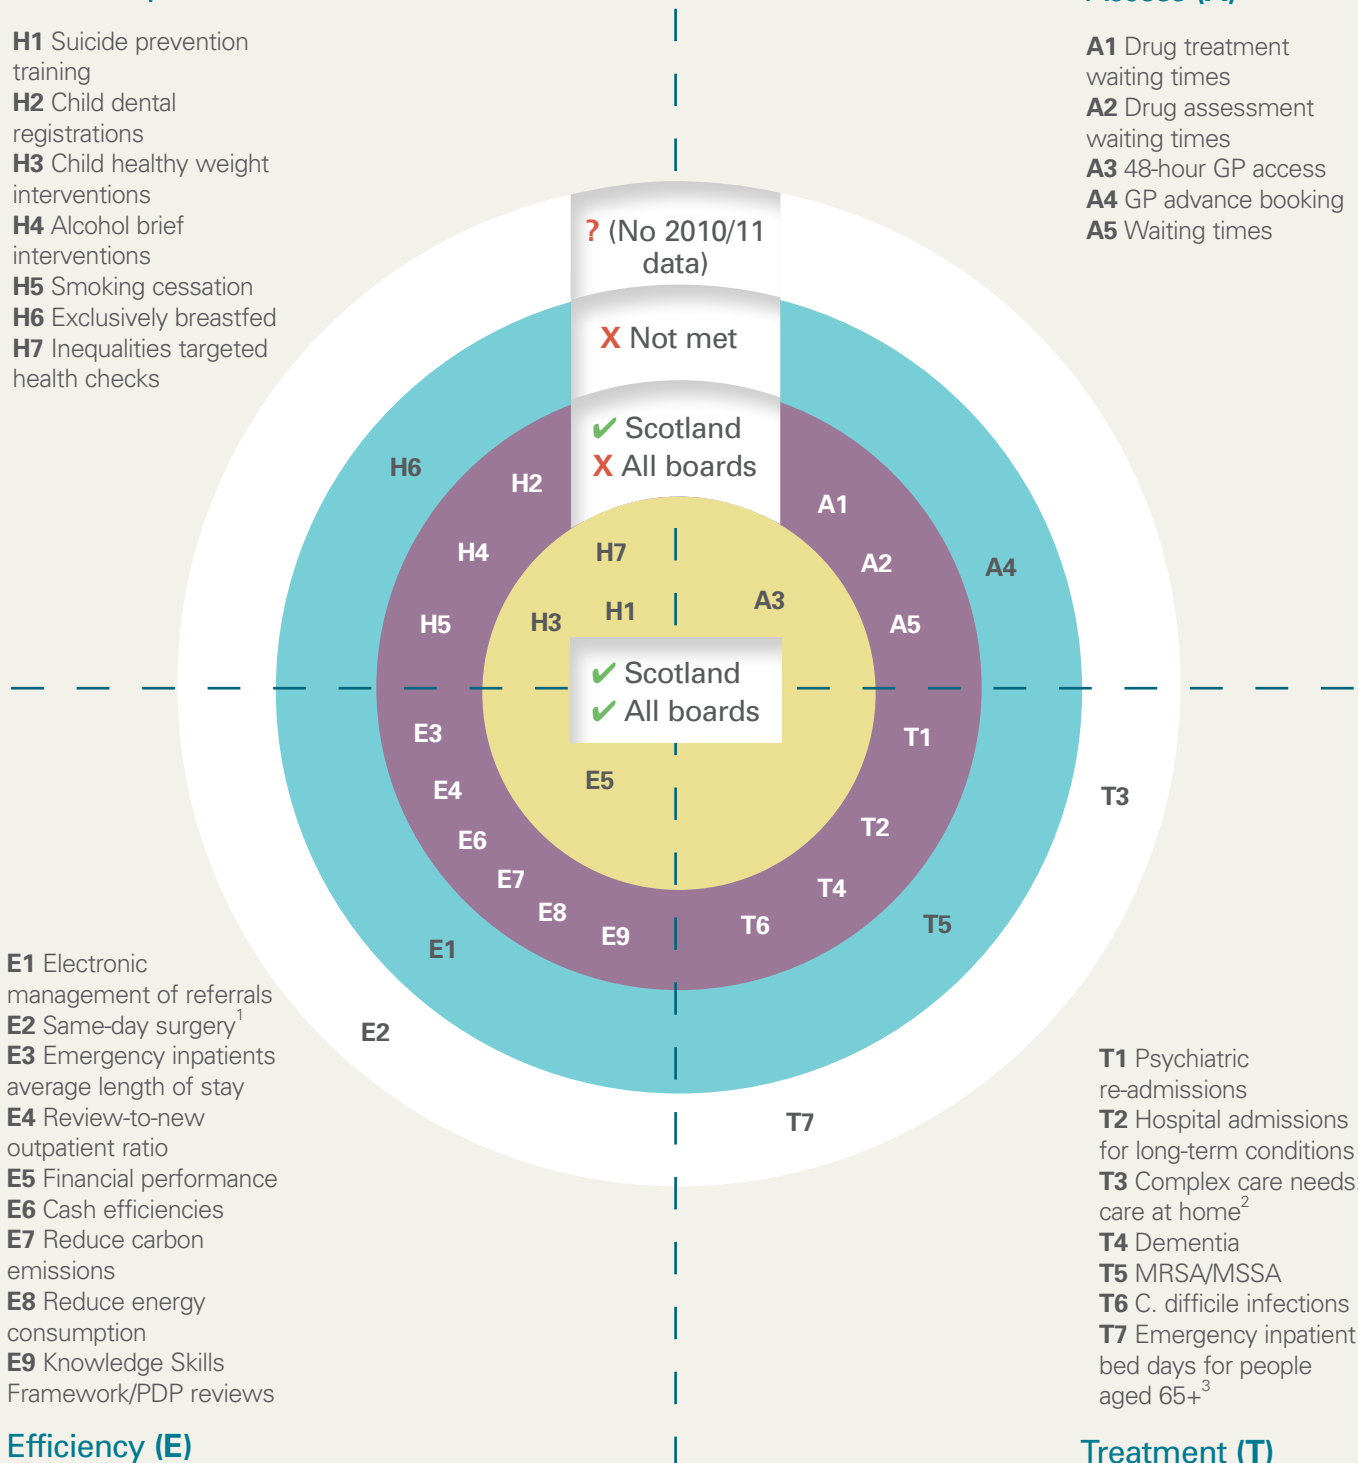 H1 Suicide prevention
training
H2 Child dental
registrations
H3 Child healthy weight
interventions
H4 Alcohol brief
interventions
H5 Smoking cessation
H6 Exclusively breastfed
H7 Inequalities targeted
health checks
A1 Drug treatment
waiting times
A2 Drug assessment
waiting times
A3 48-hour GP access
A4 GP advance booking
A5 Waiting times
? (No 2010/11
data)
X Not met
✔ Scotland
X All boards
H6
H2
A1
H4
H7
A2
A4
H3
H1
A3
H5
A5
✔ Scotland
✔ All boards
E3
T1
E4
E5
T3
E6
T2
E7
T4
E8
T6
T5
E9
E1
E2
T7
E1 Electronic
management of referrals
E2 Same-day surgery1
E3 Emergency inpatients
average length of stay
E4 Review-to-new
outpatient ratio
E5 Financial performance
E6 Cash efficiencies
E7 Reduce carbon
emissions
E8 Reduce energy
consumption
E9 Knowledge Skills
Framework/PDP reviews
Efficiency (E)
T1 Psychiatric
re-admissions
T2 Hospital admissions
for long-term conditions
T3 Complex care needs
care at home2
T4 Dementia
T5 MRSA/MSSA
T6 C. difficile infections
T7 Emergency inpatient
bed days for people
aged 65+3
Treatment (T)